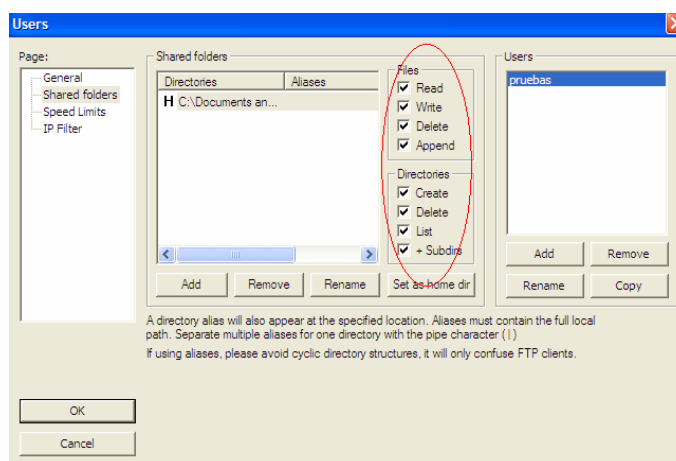 Users
Page:
General
Shared folders
Speed Limits
IP Filter
Shared folders
Directories Aliases
H C:\Documents an...
Files
Read
Write
Delete
Append
Directories
Create
Delete
List
+ Subdirs
Add Remove Rename Set as home dir
Users
pruebas
Add Remove
Rename Copy
A directory alias will also appear at the specified location. Aliases must contain the full local
path. Separate multiple aliases for one directory with the pipe character ( | )
If using aliases, please avoid cyclic directory structures, it will only confuse FTP clients.
OK
Cancel